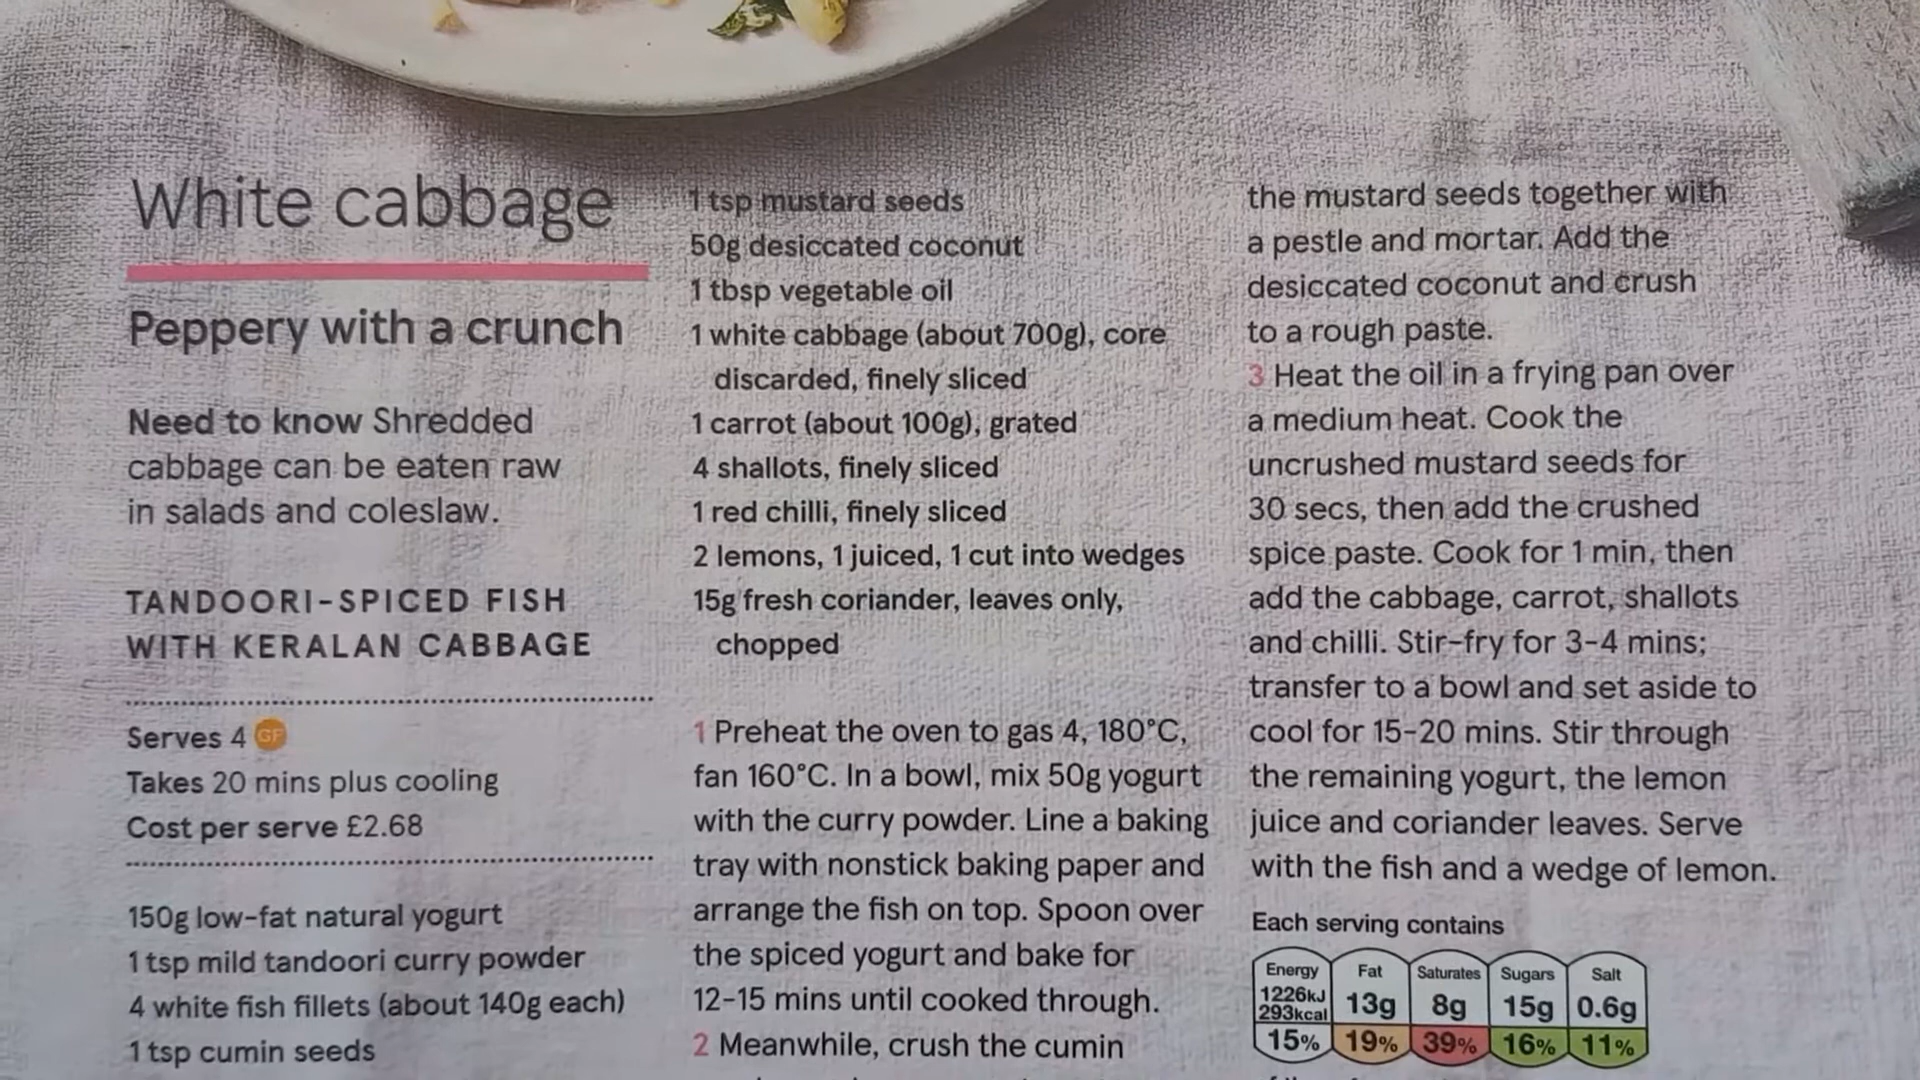 White cabbage
Peppery with a crunch
Need to know Shredded
cabbage can be eaten raw
in salads and coleslaw.
TANDOORI-SPICED FISH
WITH KERALAN CABBAGE
Serves 4 GF
Takes 20 mins plus cooling
Cost per serve £2.68
150g low-fat natural yogurt
1 tsp mild tandoori curry powder
4 white fish fillets (about 140g each)
1 tsp cumin seeds
1 tsp mustard seeds
50g desiccated coconut
1 tbsp vegetable oil
1 white cabbage (about 700g), core
discarded, finely sliced
1 carrot (about 100g), grated
4 shallots, finely sliced
1 red chilli, finely sliced
2 lemons, 1 juiced, 1 cut into wedges
15g fresh coriander, leaves only,
chopped
1 Preheat the oven to gas 4, 180°C,
fan 160°C. In a bowl, mix 50g yogurt
with the curry powder. Line a baking
tray with nonstick baking paper and
arrange the fish on top. Spoon over
the spiced yogurt and bake for
12-15 mins until cooked through.
2 Meanwhile, crush the cumin
the mustard seeds together with
a pestle and mortar. Add the
desiccated coconut and crush
to a rough paste.
3 Heat the oil in a frying pan over
a medium heat. Cook the
uncrushed mustard seeds for
30 secs, then add the crushed
spice paste. Cook for 1 min, then
add the cabbage, carrot, shallots
and chilli. Stir-fry for 3-4 mins;
transfer to a bowl and set aside to
cool for 15-20 mins. Stir through
the remaining yogurt, the lemon
juice and coriander leaves. Serve
with the fish and a wedge of lemon.
Each serving contains
Energy Fat Saturates Sugars Salt
1226kJ 13g 8g 15g 0.6g
293kcal
15% 19% 39% 16% 11%